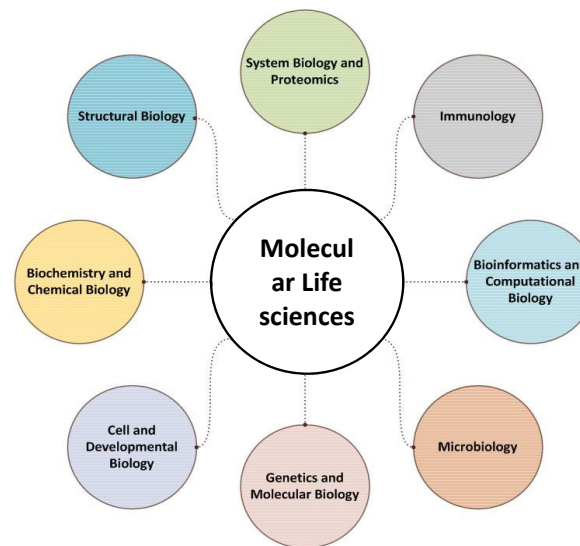 System Biology and
Proteomics
Structural Biology
Immunology
Molecul
ar Life
sciences
Biochemistry and
Chemical Biology
Bioinformatics an
Computational
Biology
Cell and
Developmental
Biology
Microbiology
Genetics and
Molecular Biology